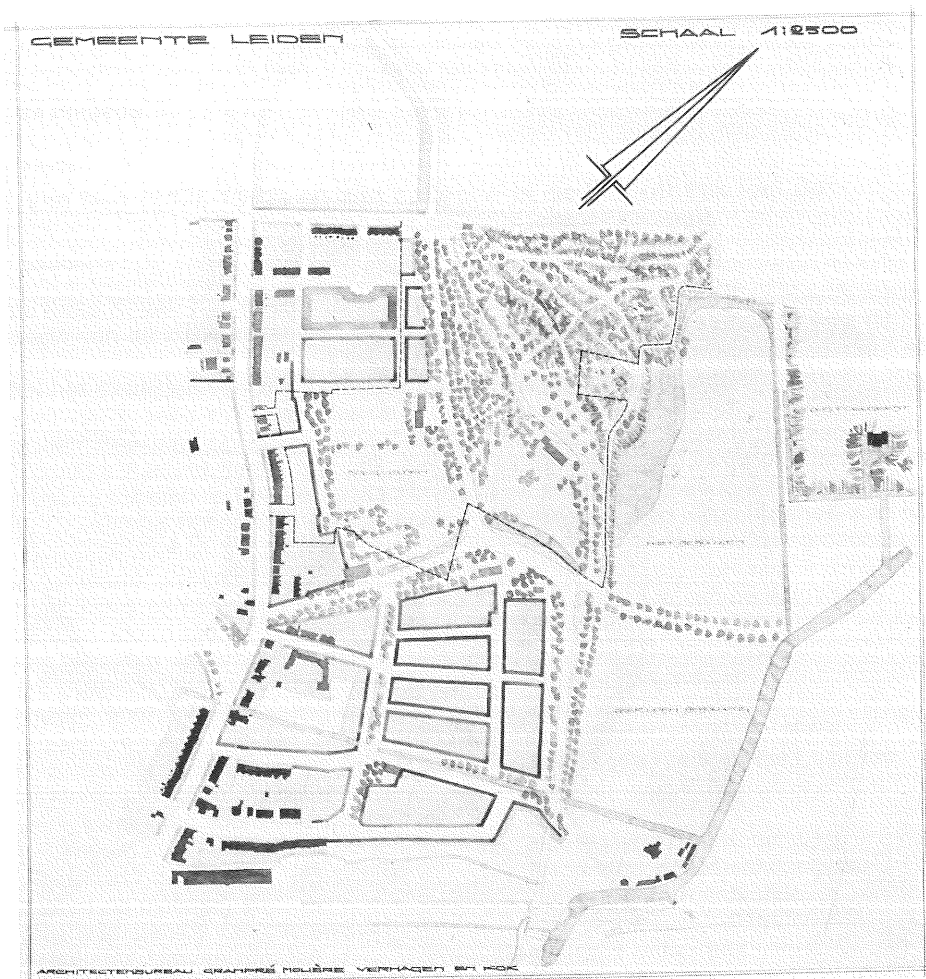 GEMEENTE LEIDEN
SCHAAL 1:2500
ARCHITECTENBUREAU GRANPRÉ MOLIÈRE VERHAGEN EN KOK